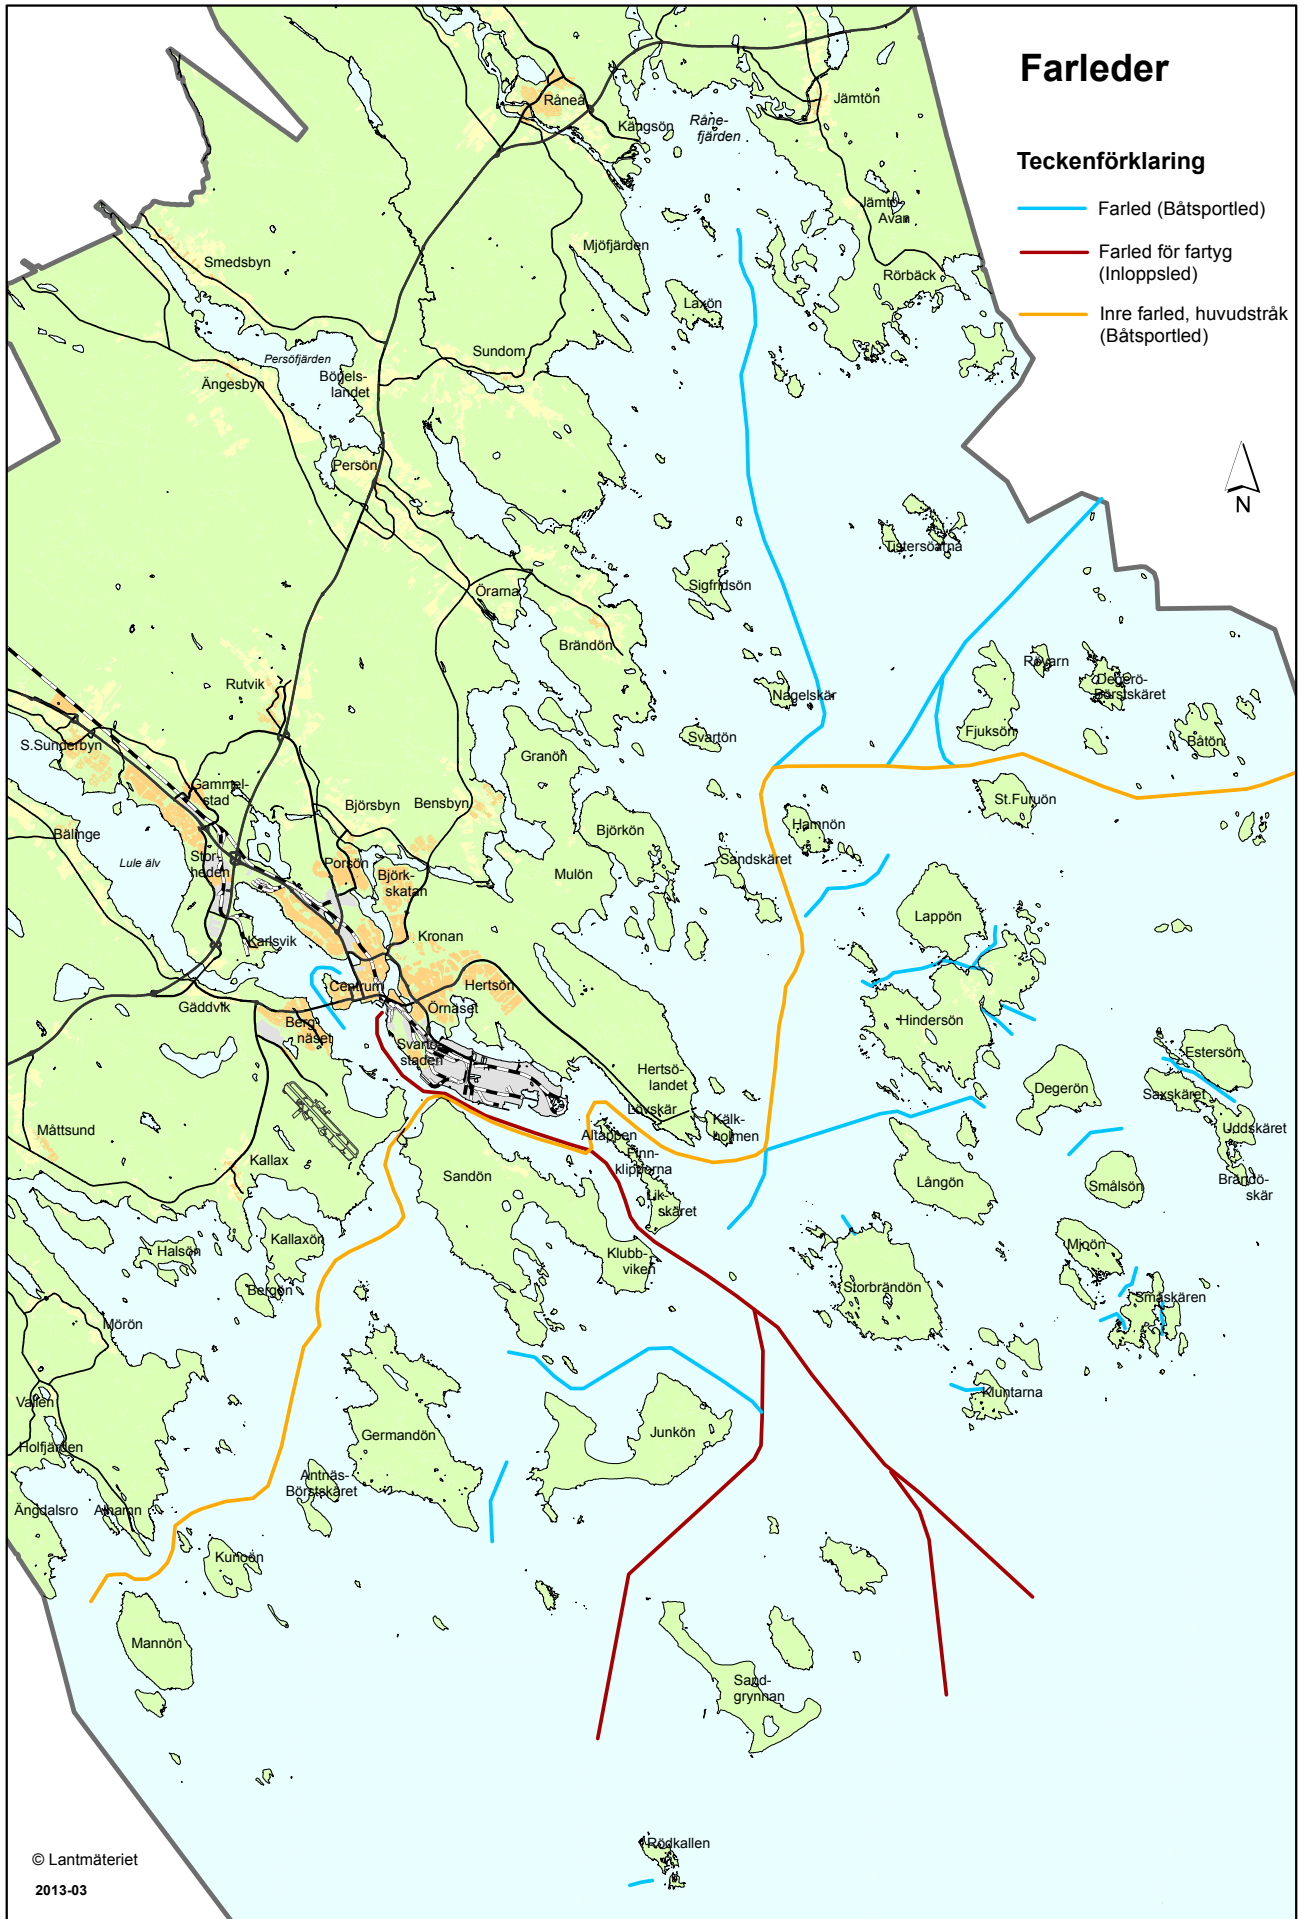 Farleder
Teckenförklaring
Farled (Båtsportled)
Farled för fartyg
(Inloppsled)
Inre farled, huvudstråk
(Båtsportled)
N
Råneå
Jämtön
Kängsön
Råne-
fjärden
Jämtö-
Avan
Mjöfjärden
Smedsbyn
Rörbäck
Laxön
Persöfjärden
Sundom
Ängesbyn
Börjels-
landet
Persön
Tistersöarna
Sigfridsön
Örarna
Brändön
Rutvik
Rövarn
Degerö-
Börstskäret
Nagelskär
Fjuksön
Svartön
Båtön
S.Sunderbyn
Granön
Gammel-
stad
Björsbyn
Bensbyn
St.Furuön
Hamnön
Björkön
Bälinge
Lule älv
Stor-
heden
Porsön
Björk-
skatan
Sandskäret
Mulön
Lappön
Karlsvik
Kronan
Centrum
Hertsön
Gäddvik
Örnäset
Berg-
näset
Hindersön
Svartö-
staden
Estersön
Hertsö-
landet
Degerön
Saxskäret
Lövskär
Kalk-
holmen
Uddskäret
Måttsund
Altappen
Finn-
klipporna
Kallax
Sandön
Långön
Smålsön
Brändö-
skär
Lik-
skäret
Kallaxön
Halsön
Klubb-
viken
Mjoön
Bergön
Storbrändön
Småskären
Mörön
Vallen
Kluntarna
Germandön
Junkön
Holfjärden
Antnäs-
Börstskäret
Ängdalsro
Alhamn
Kunoön
Mannön
Sand-
grynnan
Rödkallen
© Lantmäteriet
2013-03